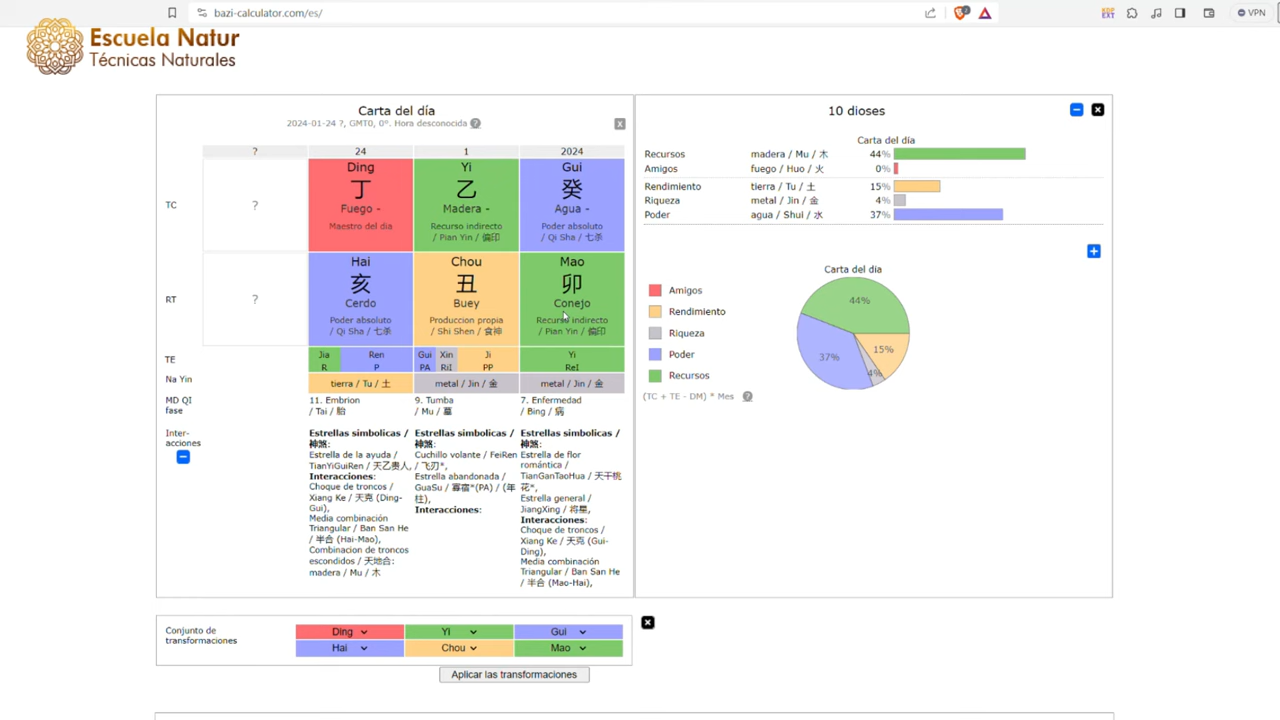 bazi-calculator.com/es/
VPN
Escuela Natur
Técnicas Naturales
Carta del día
2024-01-24 ?, GMT0, 0°. Hora desconocida ?
x
? 24 1 2024
TC
?
Ding
丁
Fuego -
Maestro del dia
Yi
乙
Madera -
Recurso indirecto
/ Pian Yin / 偏印
Gui
癸
Agua -
Poder absoluto
/ Qi Sha / 七杀
RT
?
Hai
亥
Cerdo
Poder absoluto
/ Qi Sha / 七杀
Chou
丑
Buey
Produccion propia
/ Shi Shen / 食神
Mao
卯
Conejo
Recurso indirecto
/ Pian Yin / 偏印
TE
Jia
R
Ren
P
Gui
PA
Xin
RiI
Ji
PP
Yi
ReI
Na Yin
tierra / Tu / 土
metal / Jin / 金
metal / Jin / 金
MD QI
fase
11. Embrion
/ Tai / 胎
9. Tumba
/ Mu / 墓
7. Enfermedad
/ Bing / 病
Inter-
acciones
Estrellas simbolicas /
神煞:
Estrella de la ayuda /
TianYiGuiRen / 天乙贵人,
Interacciones:
Choque de troncos /
Xiang Ke / 天克 (Ding-
Gui),
Media combinación
Triangular / Ban San He
/ 半合 (Hai-Mao),
Combinacion de troncos
escondidos / 天地合:
madera / Mu / 木
Estrellas simbolicas /
神煞:
Cuchillo volante / FeiRen
/ 飞刃*,
Estrella abandonada /
GuaSu / 寡宿*(PA) / (年
柱),
Interacciones:
Estrellas simbolicas /
神煞:
Estrella de flor
romántica /
TianGanTaoHua / 天干桃
花*,
Estrella general /
JiangXing / 将星,
Interacciones:
Choque de troncos /
Xiang Ke / 天克 (Gui-
Ding),
Media combinación
Triangular / Ban San He
/ 半合 (Mao-Hai),
10 dioses
Carta del día
Recursos madera / Mu / 木 44%
Amigos fuego / Huo / 火 0%
Rendimiento tierra / Tu / 土 15%
Riqueza metal / Jin / 金 4%
Poder agua / Shui / 水 37%
Carta del dia
Amigos
Rendimiento
Riqueza
Poder
Recursos
44%
15%
4%
37%
(TC + TE - DM) * Mes ?
Conjunto de
transformaciones
Ding Yi Gui
Hai Chou Mao
Aplicar las transformaciones